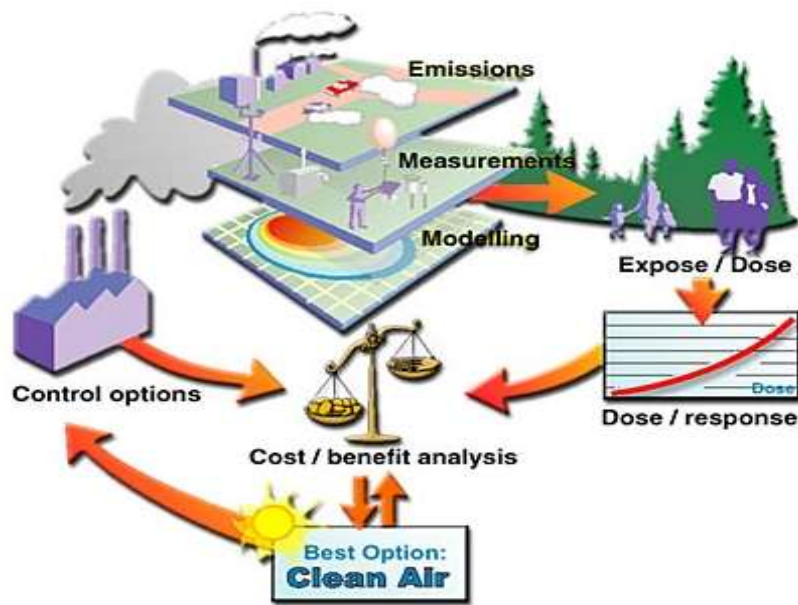 Emissions
Measurements
Modelling
Expose / Dose
Dose
Dose / response
Control options
Cost / benefit analysis
Best Option:
Clean Air